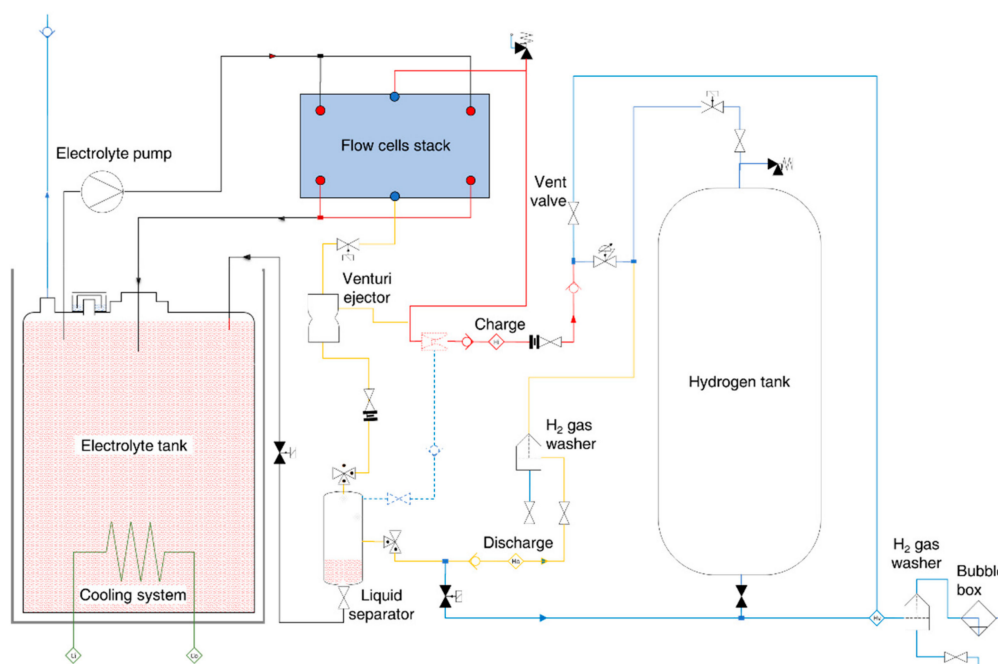 Flow cells stack
Electrolyte pump
Vent
valve
Venturi
ejector
Charge
Hydrogen tank
H₂ gas
washer
Electrolyte tank
Discharge
H₂ gas
washer
Bubble
box
Cooling system
Liquid
separator